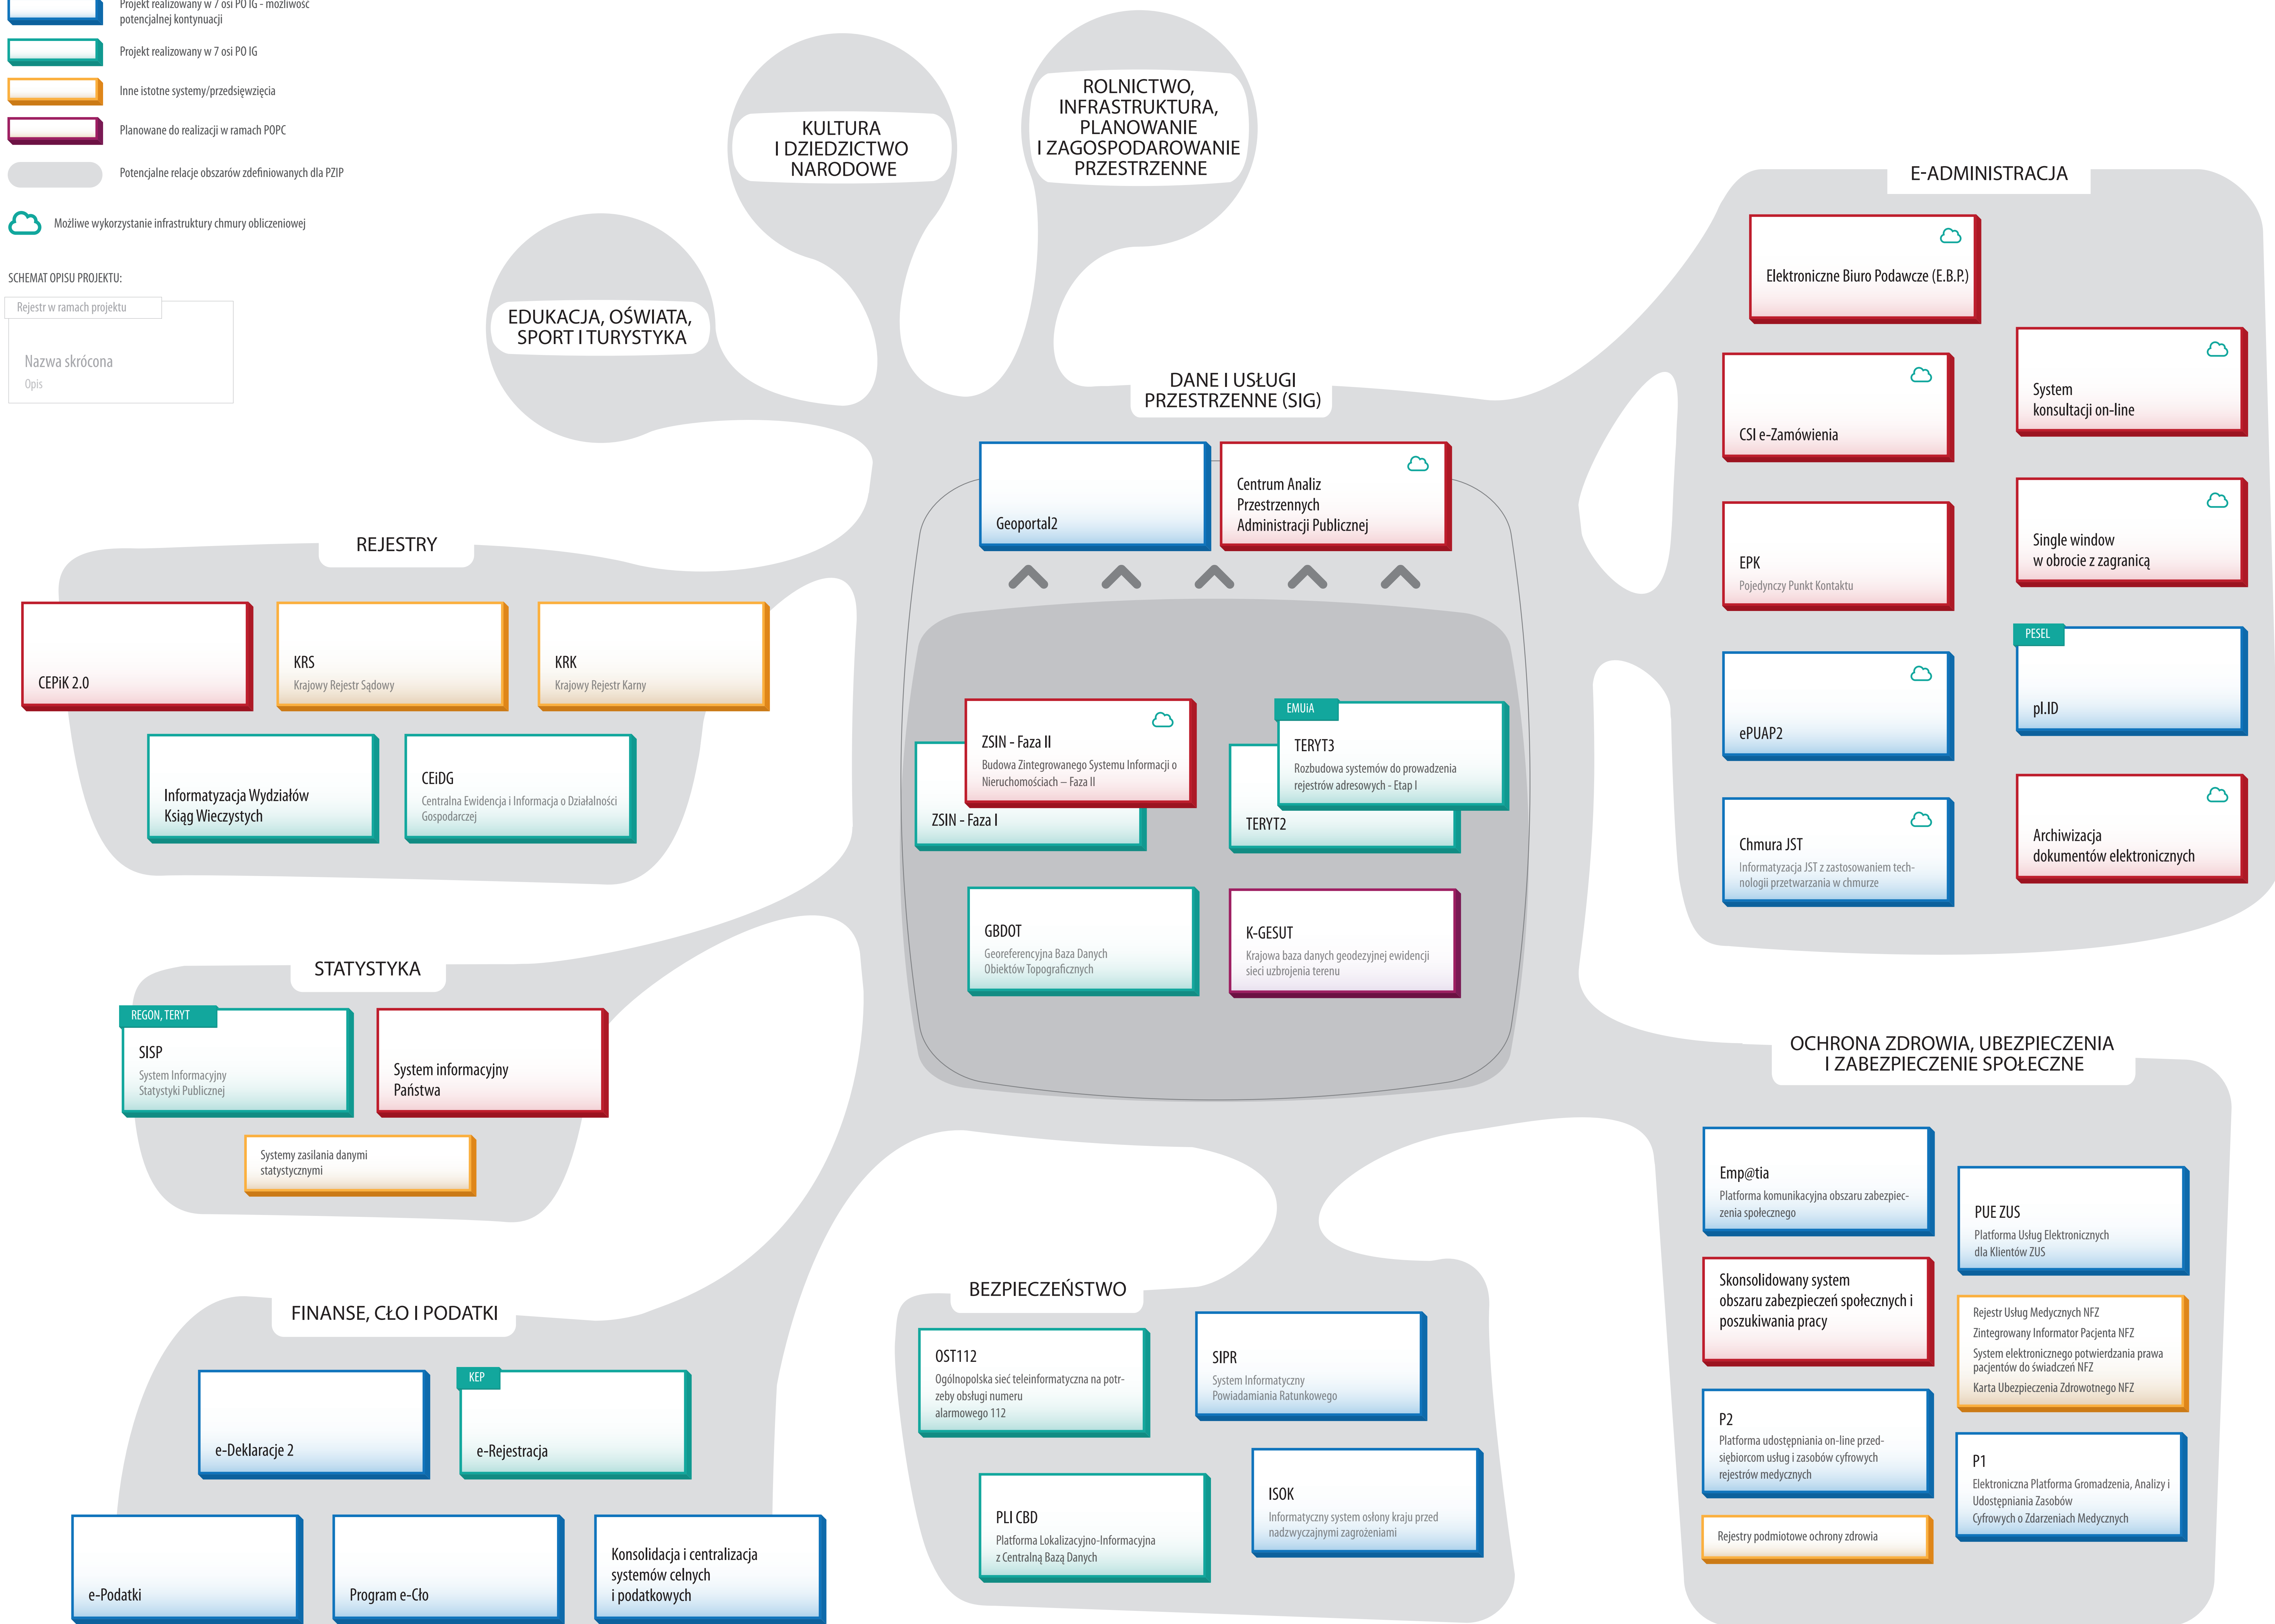 Projekt realizowany w 7 osi PO IG - możliwość
potencjalnej kontynuacji
Projekt realizowany w 7 osi PO IG
Inne istotne systemy/przedsięwzięcia
Planowane do realizacji w ramach POPC
Potencjalne relacje obszarów zdefiniowanych dla PZIP
Możliwe wykorzystanie infrastruktury chmury obliczeniowej
SCHEMAT OPISU PROJEKTU:
Rejestr w ramach projektu
Nazwa skrócona
Opis
EDUKACJA, OŚWIATA,
SPORT I TURYSTYKA
KULTURA
I DZIEDZICTWO
NARODOWE
ROLNICTWO,
INFRASTRUKTURA,
PLANOWANIE
I ZAGOSPODAROWANIE
PRZESTRZENNE
REJESTRY
CEPiK 2.0
KRS
Krajowy Rejestr Sądowy
KRK
Krajowy Rejestr Karny
Informatyzacja Wydziałów
Ksiąg Wieczystych
CEiDG
Centralna Ewidencja i Informacja o Działalności
Gospodarczej
STATYSTYKA
REGON, TERYT
SISP
System Informacyjny
Statystyki Publicznej
System informacyjny
Państwa
Systemy zasilania danymi
statystycznymi
FINANSE, CŁO I PODATKI
e-Deklaracje 2
KEP
e-Rejestracja
e-Podatki
Program e-Cło
Konsolidacja i centralizacja
systemów celnych
i podatkowych
DANE I USŁUGI
PRZESTRZENNE (SIG)
Geoportal2
Centrum Analiz
Przestrzennych
Administracji Publicznej
ZSIN - Faza II
Budowa Zintegrowanego Systemu Informacji o
Nieruchomościach – Faza II
ZSIN - Faza I
EMUiA
TERYT3
Rozbudowa systemów do prowadzenia
rejestrów adresowych - Etap I
TERYT2
GBDOT
Georeferencyjna Baza Danych
Obiektów Topograficznych
K-GESUT
Krajowa baza danych geodezyjnej ewidencji
sieci uzbrojenia terenu
BEZPIECZEŃSTWO
OST112
Ogólnopolska sieć teleinformatyczna na potr-
zeby obsługi numeru
alarmowego 112
SIPR
System Informatyczny
Powiadamiania Ratunkowego
PLI CBD
Platforma Lokalizacyjno-Informacyjna
z Centralną Bazą Danych
ISOK
Informatyczny system osłony kraju przed
nadzwyczajnymi zagrożeniami
E-ADMINISTRACJA
Elektroniczne Biuro Podawcze (E.B.P.)
CSI e-Zamówienia
System
konsultacji on-line
EPK
Pojedynczy Punkt Kontaktu
Single window
w obrocie z zagranicą
ePUAP2
PESEL
pl.ID
Chmura JST
Informatyzacja JST z zastosowaniem tech-
nologii przetwarzania w chmurze
Archiwizacja
dokumentów elektronicznych
OCHRONA ZDROWIA, UBEZPIECZENIA
I ZABEZPIECZENIE SPOŁECZNE
Emp@tia
Platforma komunikacyjna obszaru zabezpiec-
zenia społecznego
PUE ZUS
Platforma Usług Elektronicznych
dla Klientów ZUS
Skonsolidowany system
obszaru zabezpieczeń społecznych i
poszukiwania pracy
Rejestr Usług Medycznych NFZ
Zintegrowany Informator Pacjenta NFZ
System elektronicznego potwierdzania prawa
pacjentów do świadczeń NFZ
Karta Ubezpieczenia Zdrowotnego NFZ
P2
Platforma udostępniania on-line przed-
siębiorcom usług i zasobów cyfrowych
rejestrów medycznych
P1
Elektroniczna Platforma Gromadzenia, Analizy i
Udostępniania Zasobów
Cyfrowych o Zdarzeniach Medycznych
Rejestry podmiotowe ochrony zdrowia